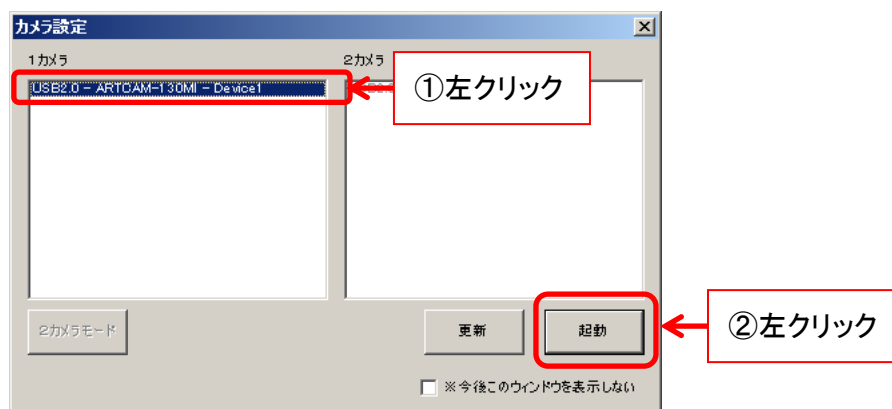 カメラ設定
1カメラ
2カメラ
USB2.0 - ARTCAM-130MI - Device1
①左クリック
2カメラモード
更新
起動
②左クリック
※今後このウィンドウを表示しない